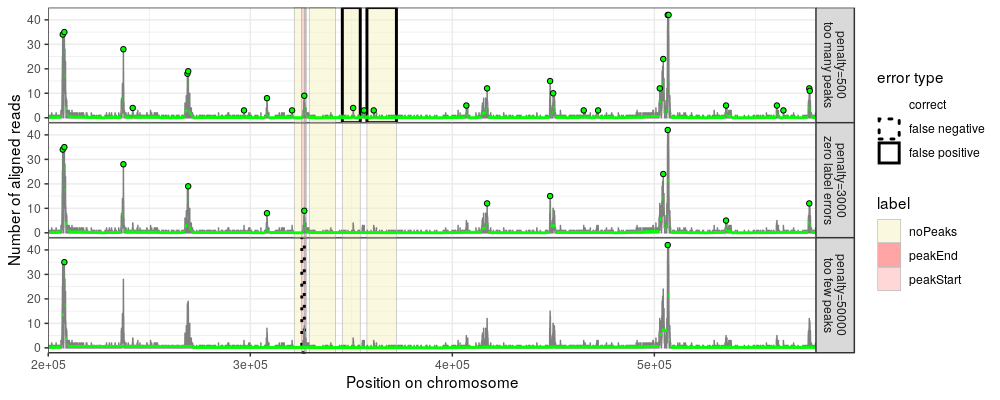 Number of aligned reads
40
30
20
10
0
penalty=500
too many peaks
40
30
20
10
0
penalty=30000
zero label errors
40
30
20
10
0
penalty=500000
too few peaks
2e+05
3e+05
4e+05
5e+05
Position on chromosome
error type
correct
false negative
false positive
label
noPeaks
peakEnd
peakStart